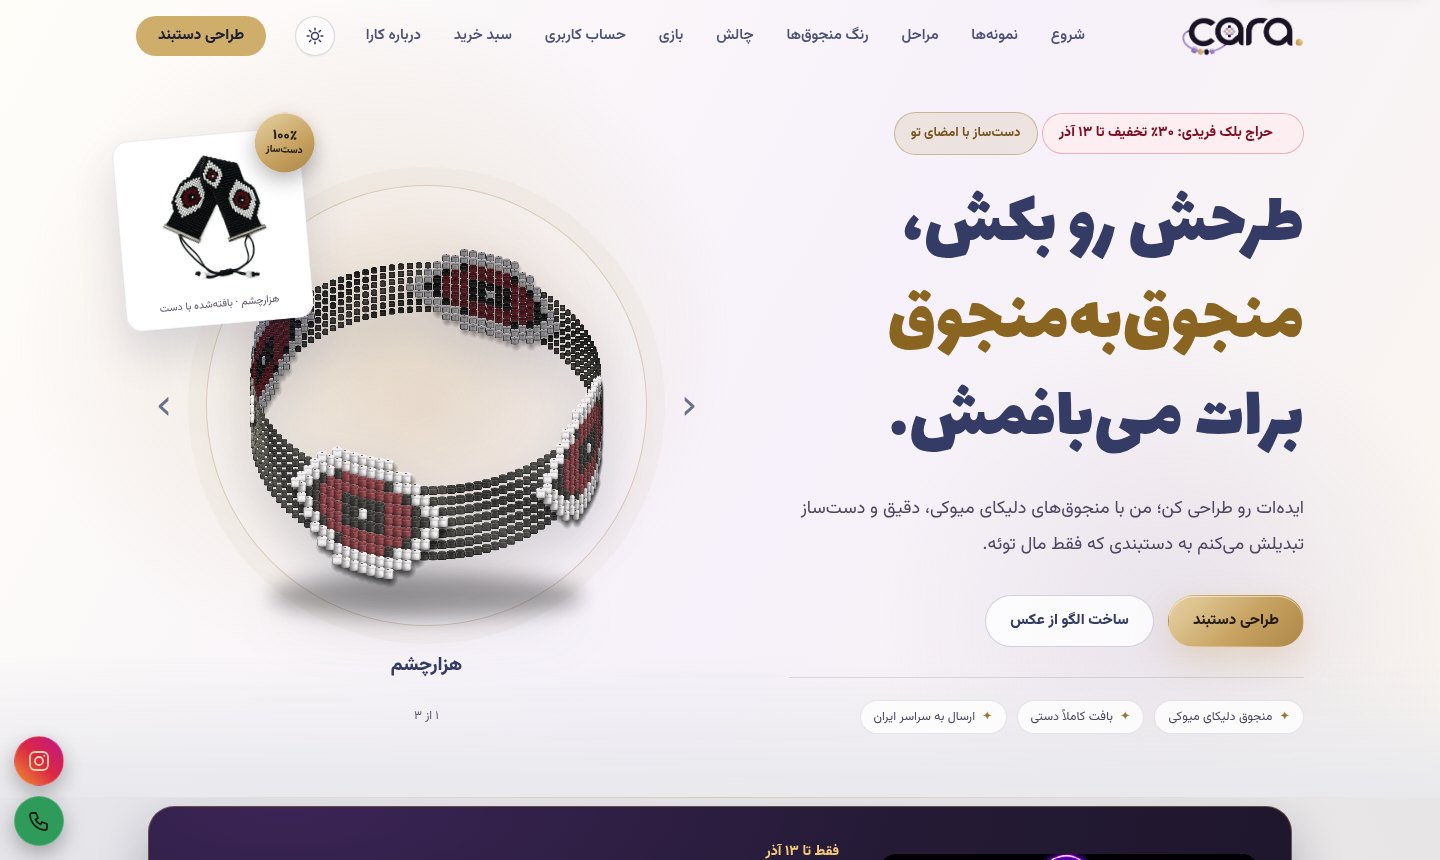 cara.
شروع
نمونه‌ها
مراحل
رنگ منجوق‌ها
چالش
بازی
حساب کاربری
سبد خرید
درباره کارا
طراحی دستبند
حراج بلک فریدی: ۳۰٪ تخفیف تا ۱۳ آذر
دست‌ساز با امضای تو
طرحش رو بکش،
منجوق‌به‌منجوق
برات می‌بافمش.
ایده‌ات رو طراحی کن؛ من با منجوق‌های دلیکای میوکی، دقیق و دست‌ساز
تبدیلش می‌کنم به دستبندی که فقط مال توئه.
طراحی دستبند
ساخت الگو از عکس
✦ منجوق دلیکای میوکی
✦ بافت کاملاً دستی
✦ ارسال به سراسر ایران
۱۰۰٪
دست‌ساز
هزارچشم · بافته‌شده با دست
هزارچشم
۱ از ۳
فقط تا ۱۳ آذر